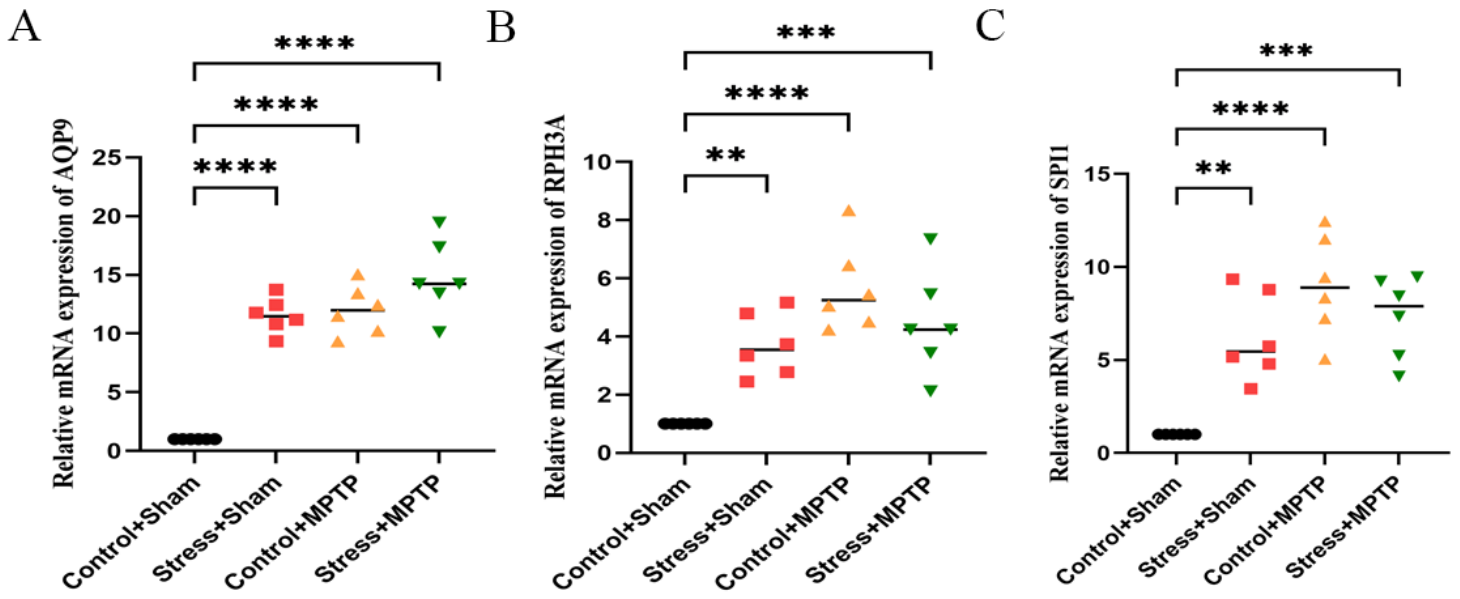 A
Relative mRNA expression of AQP9
****
****
****
25
20
15
10
5
0
Control+Sham
Stress+Sham
Control+MPTP
Stress+MPTP
B
Relative mRNA expression of RPH3A
***
****
**
10
8
6
4
2
0
Control+Sham
Stress+Sham
Control+MPTP
Stress+MPTP
C
Relative mRNA expression of SPI1
***
****
**
15
10
5
0
Control+Sham
Stress+Sham
Control+MPTP
Stress+MPTP